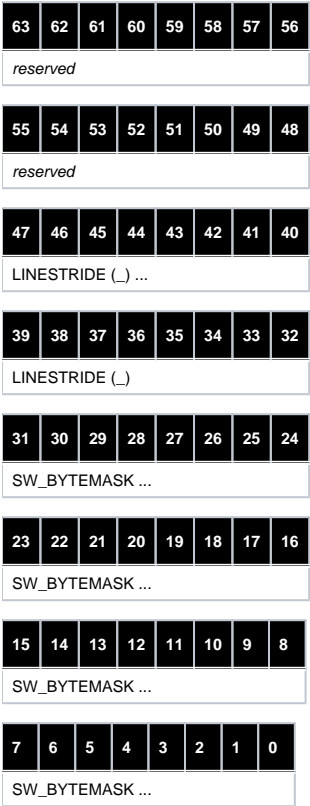 63 62 61 60 59 58 57 56
reserved
55 54 53 52 51 50 49 48
reserved
47 46 45 44 43 42 41 40
LINESTRIDE (_) ...
39 38 37 36 35 34 33 32
LINESTRIDE (_)
31 30 29 28 27 26 25 24
SW_BYTEMASK ...
23 22 21 20 19 18 17 16
SW_BYTEMASK ...
15 14 13 12 11 10 9 8
SW_BYTEMASK ...
7 6 5 4 3 2 1 0
SW_BYTEMASK ...